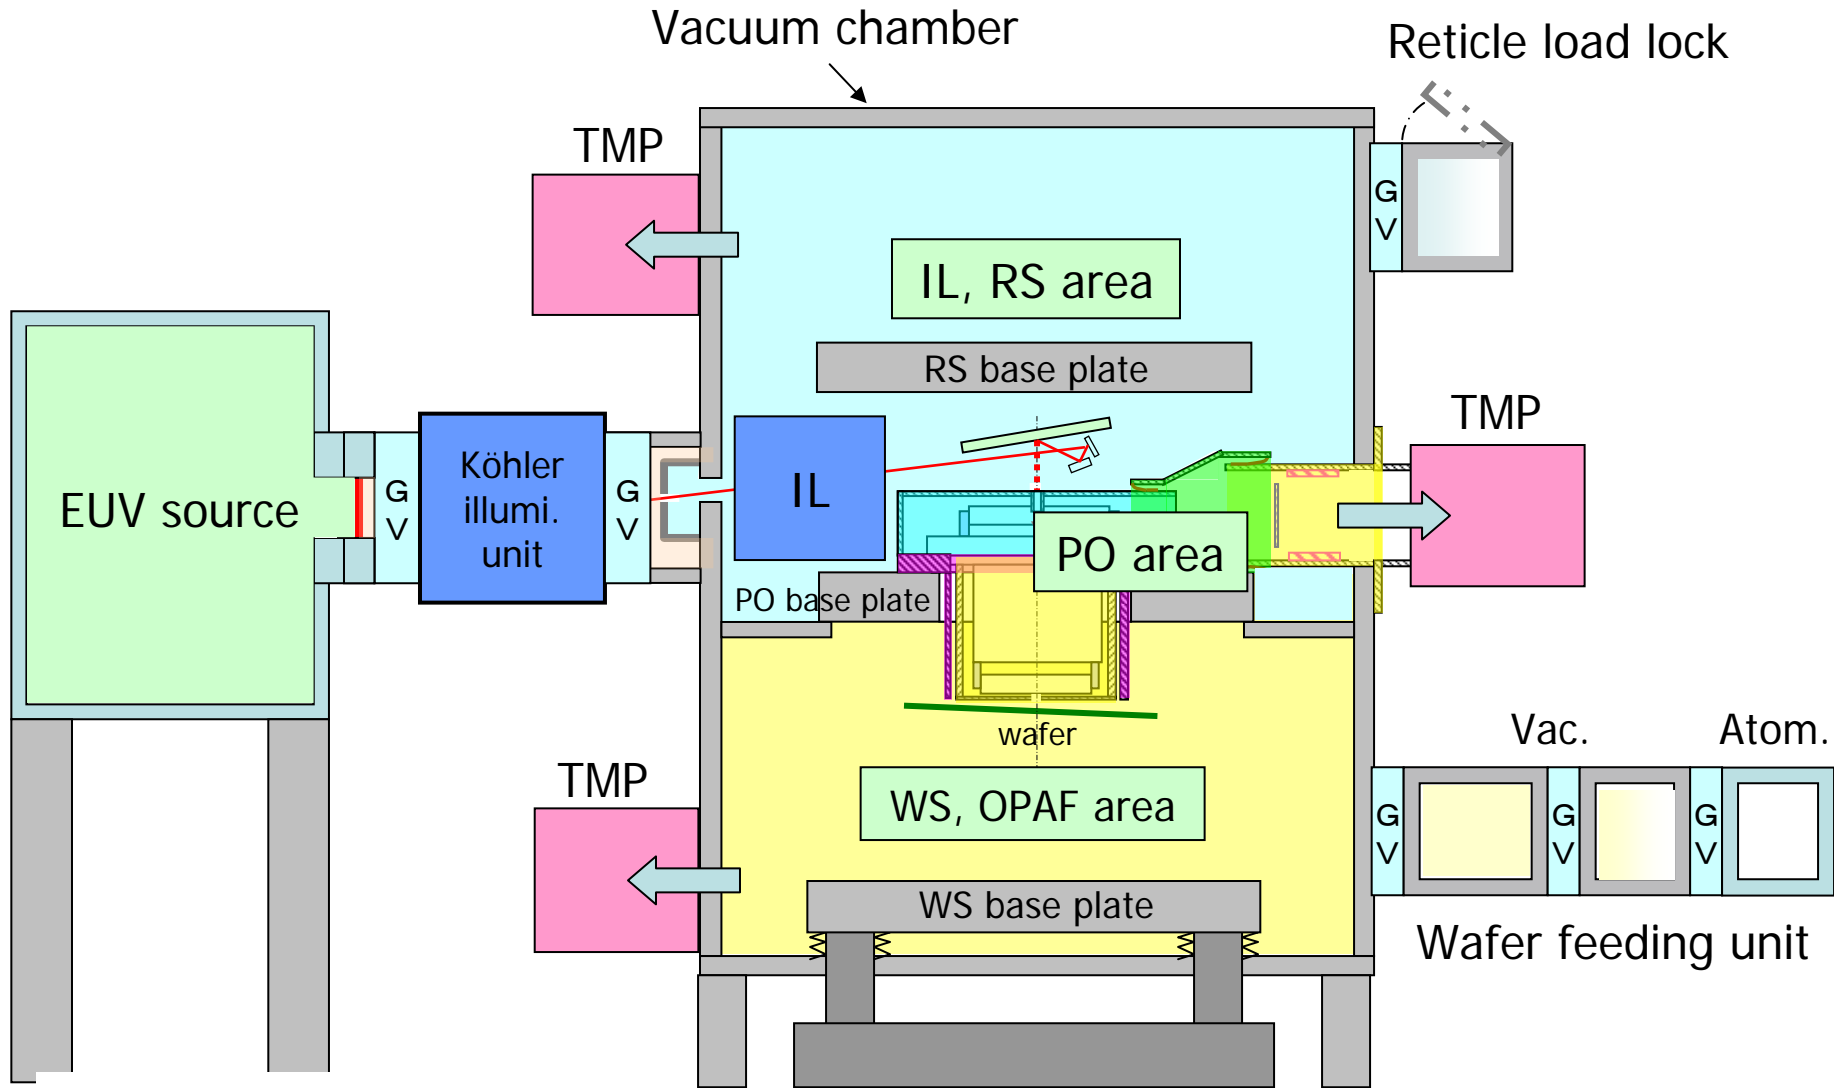 Vacuum chamber
Reticle load lock
TMP
G
V
IL, RS area
RS base plate
TMP
EUV source
G
V
Köhler
illumi.
unit
G
V
IL
PO area
PO base plate
wafer
Vac.
Atom.
TMP
WS, OPAF area
G
V
G
V
G
V
WS base plate
Wafer feeding unit